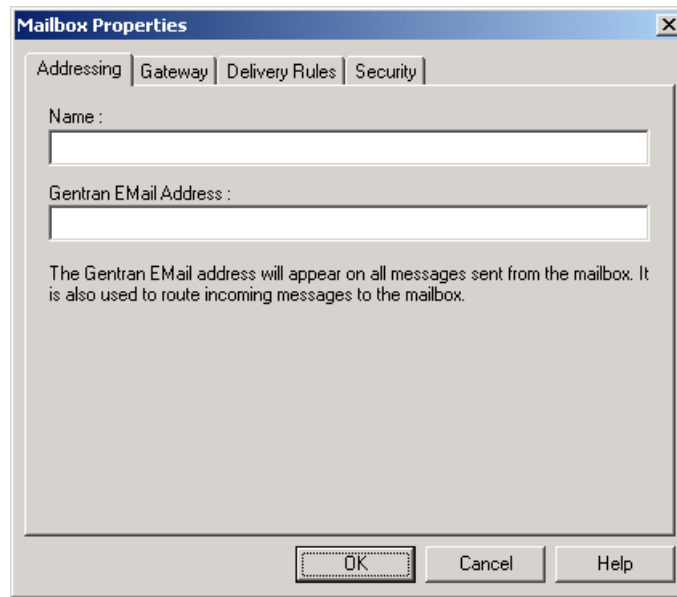 Mailbox Properties
Addressing Gateway Delivery Rules Security
Name :
Gentran EMail Address :
The Gentran EMail address will appear on all messages sent from the mailbox. It
is also used to route incoming messages to the mailbox.
OK Cancel Help